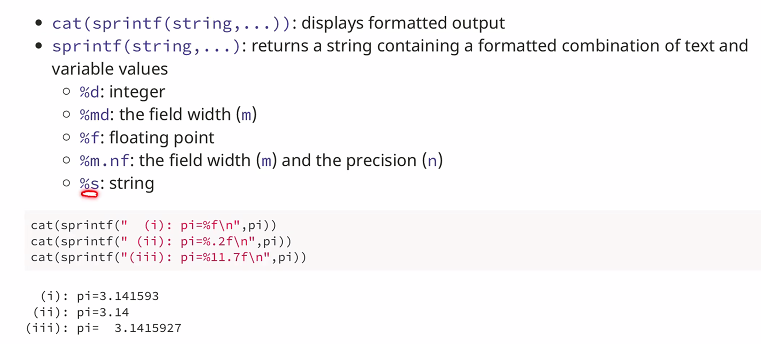 • cat(sprintf(string,...)): displays formatted output
• sprintf(string,...): returns a string containing a formatted combination of text and
variable values
○ %d: integer
○ %md: the field width (m)
○ %f: floating point
○ %m.nf: the field width (m) and the precision (n)
○ %s: string
cat(sprintf("  (i): pi=%f\n",pi))
cat(sprintf(" (ii): pi=%.2f\n",pi))
cat(sprintf("(iii): pi=%11.7f\n",pi))
  (i): pi=3.141593
 (ii): pi=3.14
(iii): pi=  3.1415927